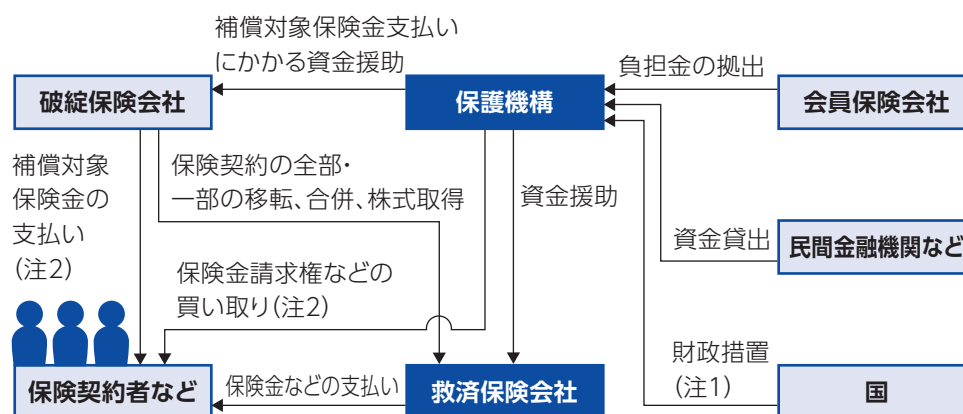 補償対象保険金支払い
にかかる資金援助
負担金の拠出
破綻保険会社
保護機構
会員保険会社
補償対象
保険金の
支払い
(注2)
保険契約の全部・
一部の移転、合併、株式取得
資金援助
資金貸出
民間金融機関など
保険金請求権などの
買い取り(注2)
財政措置
(注1)
保険契約者など
保険金などの支払い
救済保険会社
国